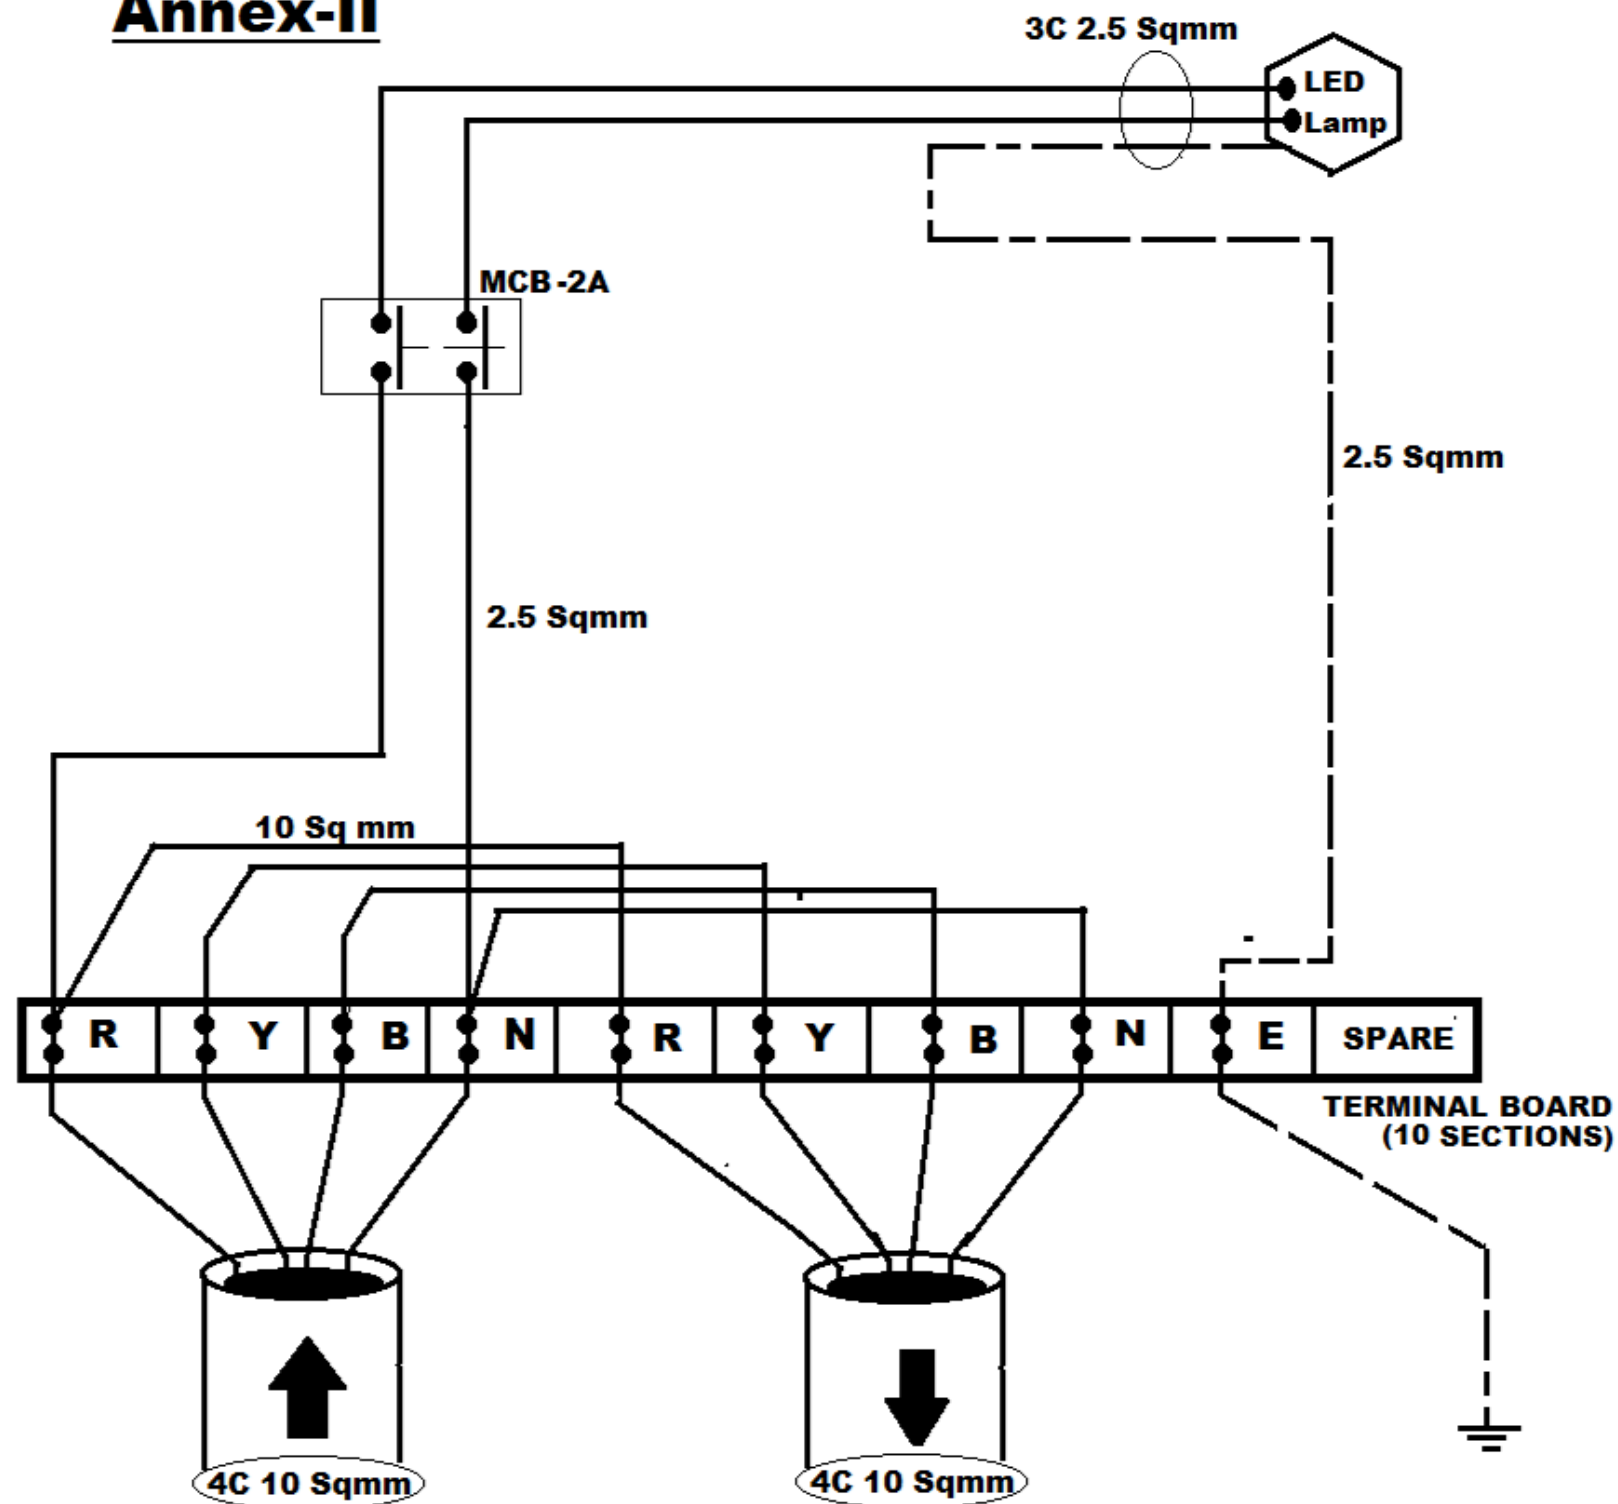 Annex-II
3C 2.5 Sqmm
LED
Lamp
MCB-2A
2.5 Sqmm
2.5 Sqmm
10 Sq mm
R Y B N R Y B N E SPARE
TERMINAL BOARD
(10 SECTIONS)
4C 10 Sqmm
4C 10 Sqmm